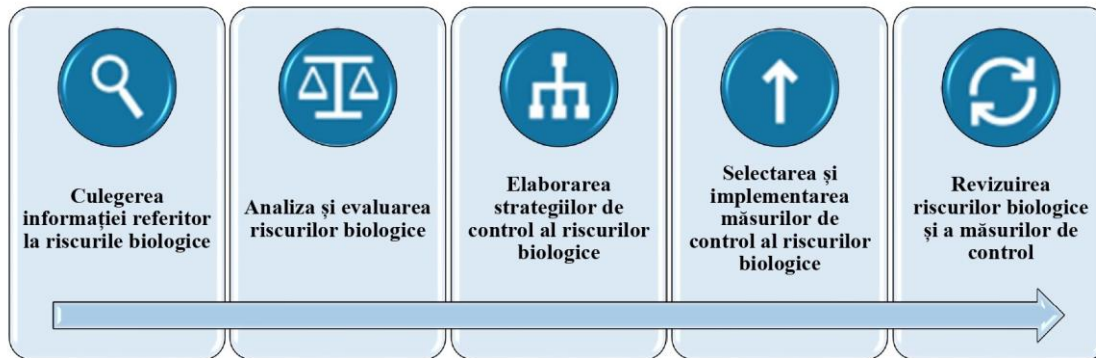 Culegerea
informației referitor
la riscurile biologice
Analiza și evaluarea
riscurilor biologice
Elaborarea
strategiilor de
control al riscurilor
biologice
Selectarea și
implementarea
măsurilor de
control al riscurilor
biologice
Revizuirea
riscurilor biologice
și a măsurilor de
control